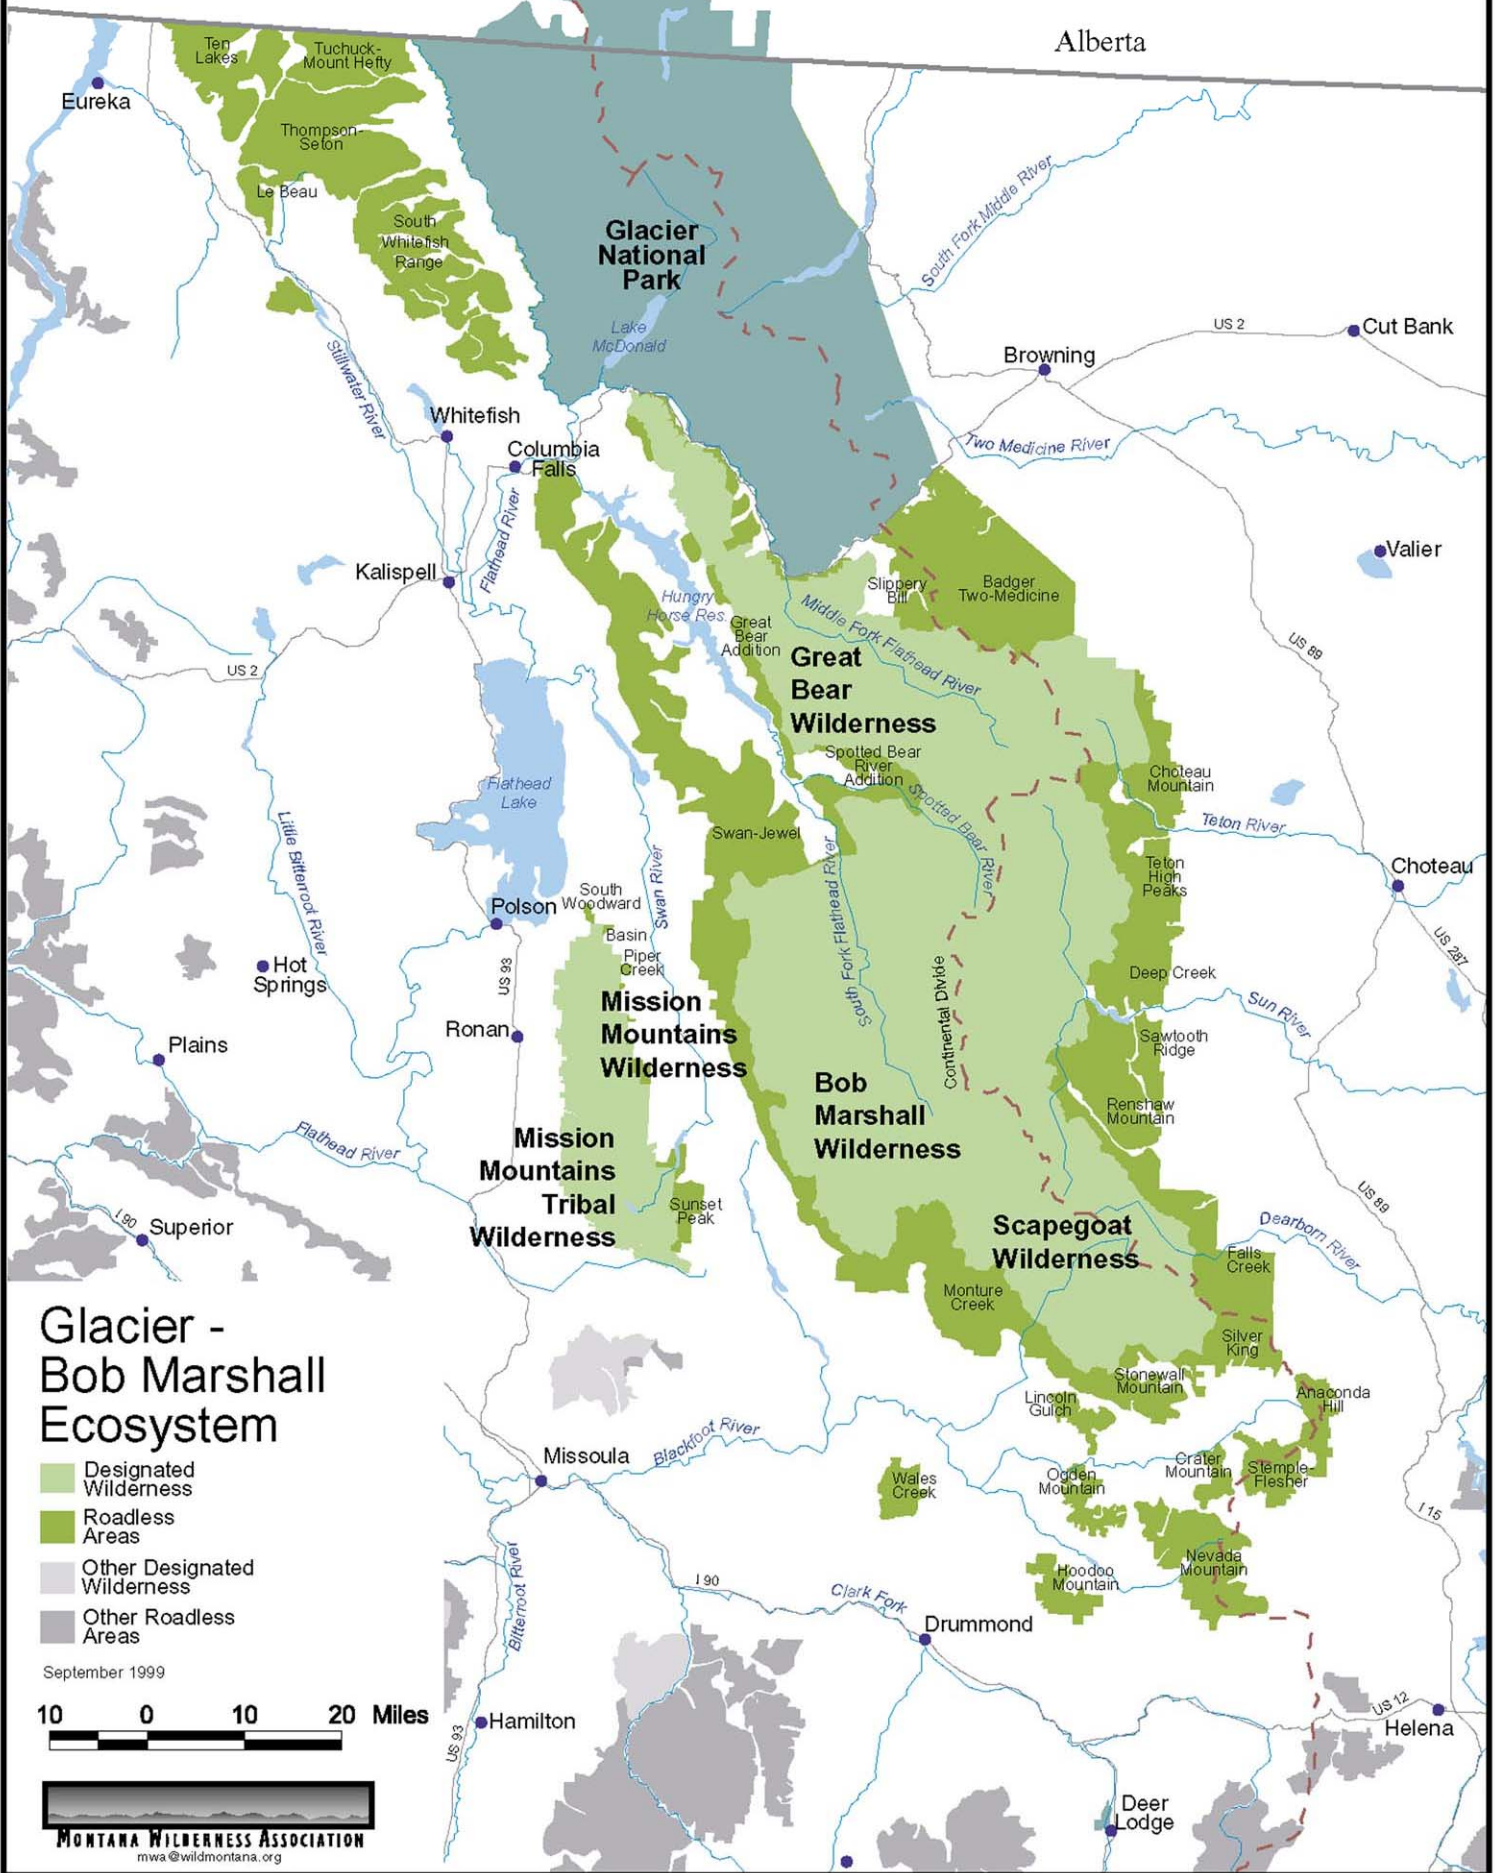 Alberta
Ten
Lakes
Tuchuck-
Mount Hefty
Eureka
Thompson-
Seton
Le Beau
South
Whitefish
Range
Glacier
National
Park
Lake
McDonald
South Fork Middle River
US 2
Cut Bank
Browning
Stillwater River
Whitefish
Columbia
Falls
Two Medicine River
Flathead River
Kalispell
Valier
Hungry
Horse Res.
Slippery
Bill
Badger
Two-Medicine
Middle Fork Flathead River
Great
Bear
Addition
Great
Bear
Wilderness
US 89
US 2
Spotted Bear
River
Addition
Spotted Bear River
Choteau
Mountain
Flathead
Lake
Teton River
Swan-Jewel
Little Bitterroot River
Swan River
South Fork Flathead River
Teton
High
Peaks
Choteau
South
Woodward
Polson
Basin
Piper
Creek
US 287
Hot
Springs
US 93
Deep Creek
Continental Divide
Sun River
Mission
Mountains
Wilderness
Ronan
Plains
Sawtooth
Ridge
Bob
Marshall
Wilderness
Renshaw
Mountain
Flathead River
Mission
Mountains
Tribal
Wilderness
Sunset
Peak
US 89
I 90
Superior
Scapegoat
Wilderness
Dearborn River
Falls
Creek
Monture
Creek
Silver
King
Glacier -
Bob Marshall
Ecosystem
Stonewall
Mountain
Lincoln
Gulch
Anaconda
Hill
Missoula
Blackfoot River
Wales
Creek
Ogden
Mountain
Crater
Mountain
Stemple-
Flesher
I 15
Designated
Wilderness
Roadless
Areas
Other Designated
Wilderness
Other Roadless
Areas
Nevada
Mountain
Hoodoo
Mountain
Bitterroot River
I 90
Clark Fork
Drummond
September 1999
10 0 10 20 Miles
Hamilton
US 93
US 12
Helena
Deer
Lodge
MONTANA WILDERNESS ASSOCIATION
mwa@wildmontana.org